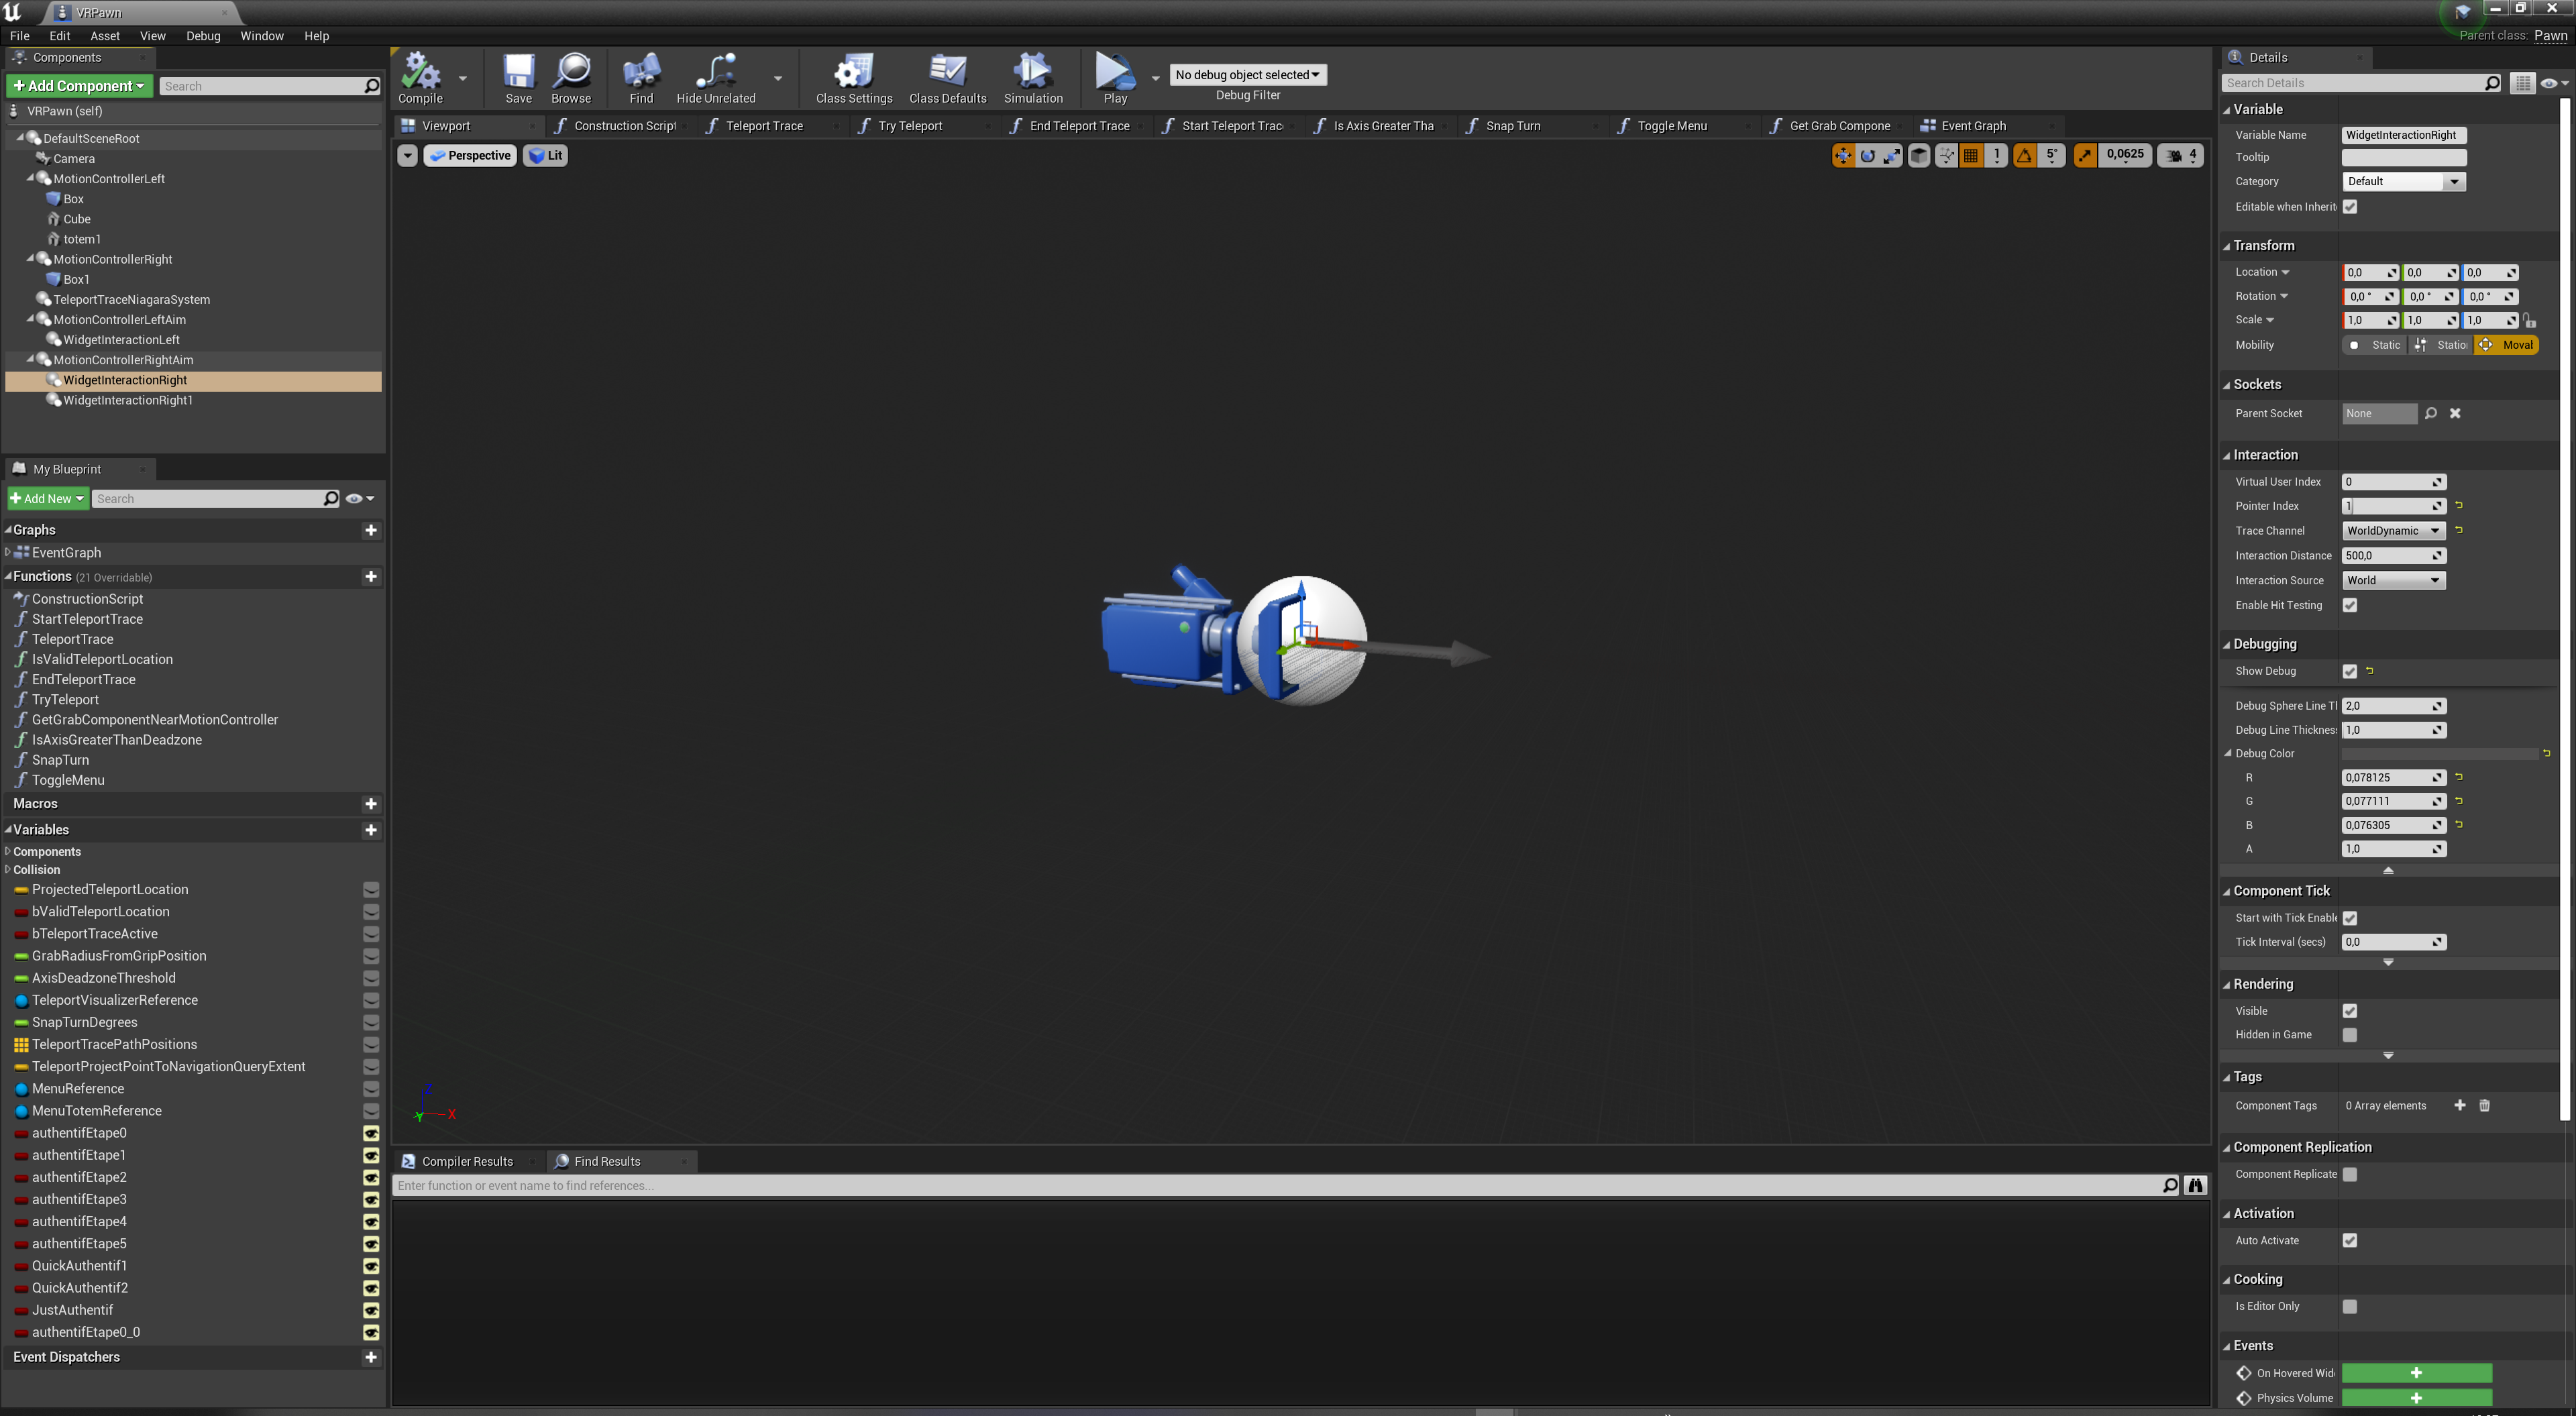 VRPawn
File Edit Asset View Debug Window Help
Parent class: Pawn
Components
Add Component
Search
VRPawn (self)
DefaultSceneRoot
Camera
MotionControllerLeft
Box
Cube
totem1
MotionControllerRight
Box1
TeleportTraceNiagaraSystem
MotionControllerLeftAim
WidgetInteractionLeft
MotionControllerRightAim
WidgetInteractionRight
WidgetInteractionRight1
My Blueprint
Add New
Search
Graphs
EventGraph
Functions (21 Overridable)
ConstructionScript
StartTeleportTrace
TeleportTrace
IsValidTeleportLocation
EndTeleportTrace
TryTeleport
GetGrabComponentNearMotionController
IsAxisGreaterThanDeadzone
SnapTurn
ToggleMenu
Macros
Variables
Components
Collision
ProjectedTeleportLocation
bValidTeleportLocation
bTeleportTraceActive
GrabRadiusFromGripPosition
AxisDeadzoneThreshold
TeleportVisualizerReference
SnapTurnDegrees
TeleportTracePathPositions
TeleportProjectPointToNavigationQueryExtent
MenuReference
MenuTotemReference
authentifEtape0
authentifEtape1
authentifEtape2
authentifEtape3
authentifEtape4
authentifEtape5
QuickAuthentif1
QuickAuthentif2
JustAuthentif
authentifEtape0_0
Event Dispatchers
Compile Save Browse Find Hide Unrelated Class Settings Class Defaults Simulation Play
No debug object selected
Debug Filter
Viewport Construction Script Teleport Trace Try Teleport End Teleport Trace Start Teleport Trac Is Axis Greater Tha Snap Turn Toggle Menu Get Grab Compone Event Graph
Perspective Lit
1 5° 0,0625 4
Z
Y X
Compiler Results Find Results
Enter function or event name to find references...
Details
Search Details
Variable
Variable Name WidgetInteractionRight
Tooltip
Category Default
Editable when Inherit
Transform
Location 0,0 0,0 0,0
Rotation 0,0 ° 0,0 ° 0,0 °
Scale 1,0 1,0 1,0
Mobility Static Statio Moval
Sockets
Parent Socket None
Interaction
Virtual User Index 0
Pointer Index 1
Trace Channel WorldDynamic
Interaction Distance 500,0
Interaction Source World
Enable Hit Testing
Debugging
Show Debug
Debug Sphere Line Tl 2,0
Debug Line Thickness 1,0
Debug Color
R 0,078125
G 0,077111
B 0,076305
A 1,0
Component Tick
Start with Tick Enable
Tick Interval (secs) 0,0
Rendering
Visible
Hidden in Game
Tags
Component Tags 0 Array elements
Component Replication
Component Replicate
Activation
Auto Activate
Cooking
Is Editor Only
Events
On Hovered Wid
Physics Volume